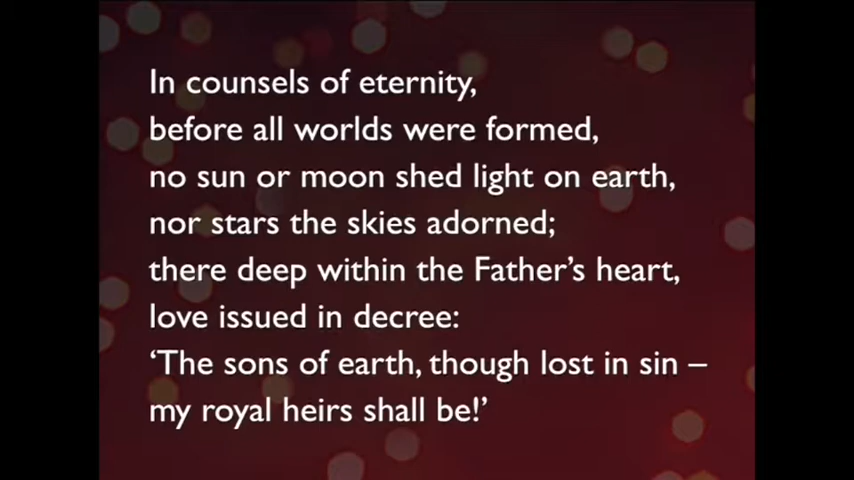 In counsels of eternity,
before all worlds were formed,
no sun or moon shed light on earth,
nor stars the skies adorned;
there deep within the Father’s heart,
love issued in decree:
‘The sons of earth, though lost in sin –
my royal heirs shall be!’